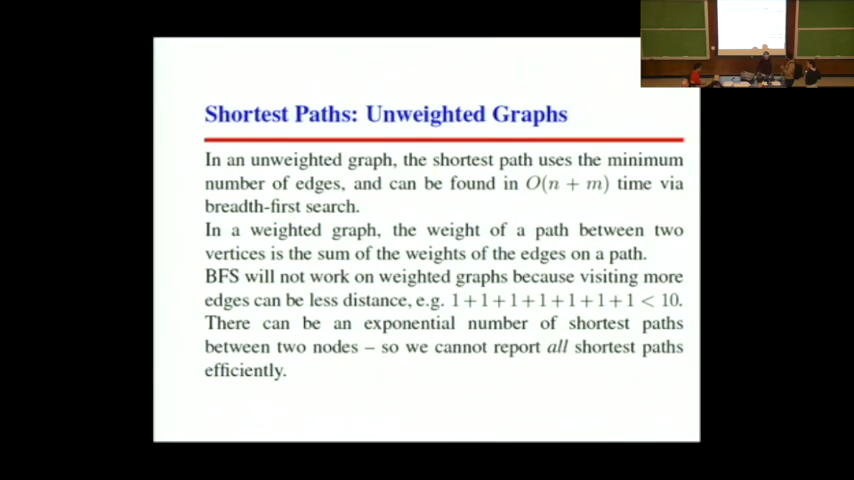 Shortest Paths: Unweighted Graphs
In an unweighted graph, the shortest path uses the minimum
number of edges, and can be found in O(n + m) time via
breadth-first search.
In a weighted graph, the weight of a path between two
vertices is the sum of the weights of the edges on a path.
BFS will not work on weighted graphs because visiting more
edges can be less distance, e.g. 1+1+1+1+1+1+1 < 10.
There can be an exponential number of shortest paths
between two nodes – so we cannot report all shortest paths
efficiently.